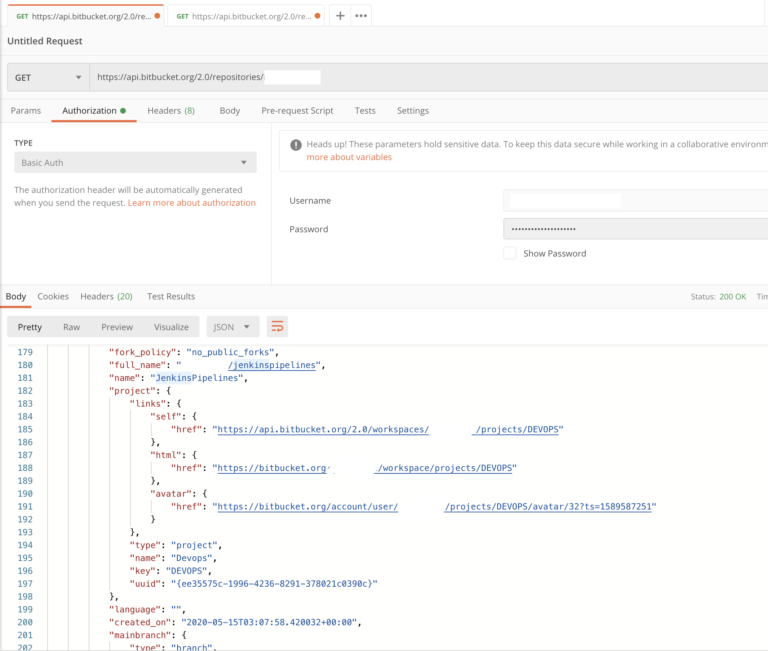 GET https://api.bitbucket.org/2.0/re... GET https://api.bitbucket.org/2.0/re... + •••
Untitled Request
GET https://api.bitbucket.org/2.0/repositories/
Params Authorization Headers (8) Body Pre-request Script Tests Settings
TYPE
Basic Auth
The authorization header will be automatically generated
when you send the request. Learn more about authorization
! Heads up! These parameters hold sensitive data. To keep this data secure while working in a collaborative environm
more about variables
Username
Password ••••••••••••••••••••
Show Password
Body Cookies Headers (20) Test Results Status: 200 OK Tim
Pretty Raw Preview Visualize JSON
179 "fork_policy": "no_public_forks",
180 "full_name": " /jenkinspipelines",
181 "name": "JenkinsPipelines",
182 "project": {
183 "links": {
184 "self": {
185 "href": "https://api.bitbucket.org/2.0/workspaces/ /projects/DEVOPS"
186 },
187 "html": {
188 "href": "https://bitbucket.org /workspace/projects/DEVOPS"
189 },
190 "avatar": {
191 "href": "https://bitbucket.org/account/user/ /projects/DEVOPS/avatar/32?ts=1589587251"
192 }
193 },
194 "type": "project",
195 "name": "Devops",
196 "key": "DEVOPS",
197 "uuid": "{ee35575c-1996-4236-8291-378021c0390c}"
198 },
199 "language": "",
200 "created_on": "2020-05-15T03:07:58.420032+00:00",
201 "mainbranch": {
202 "type": "branch",